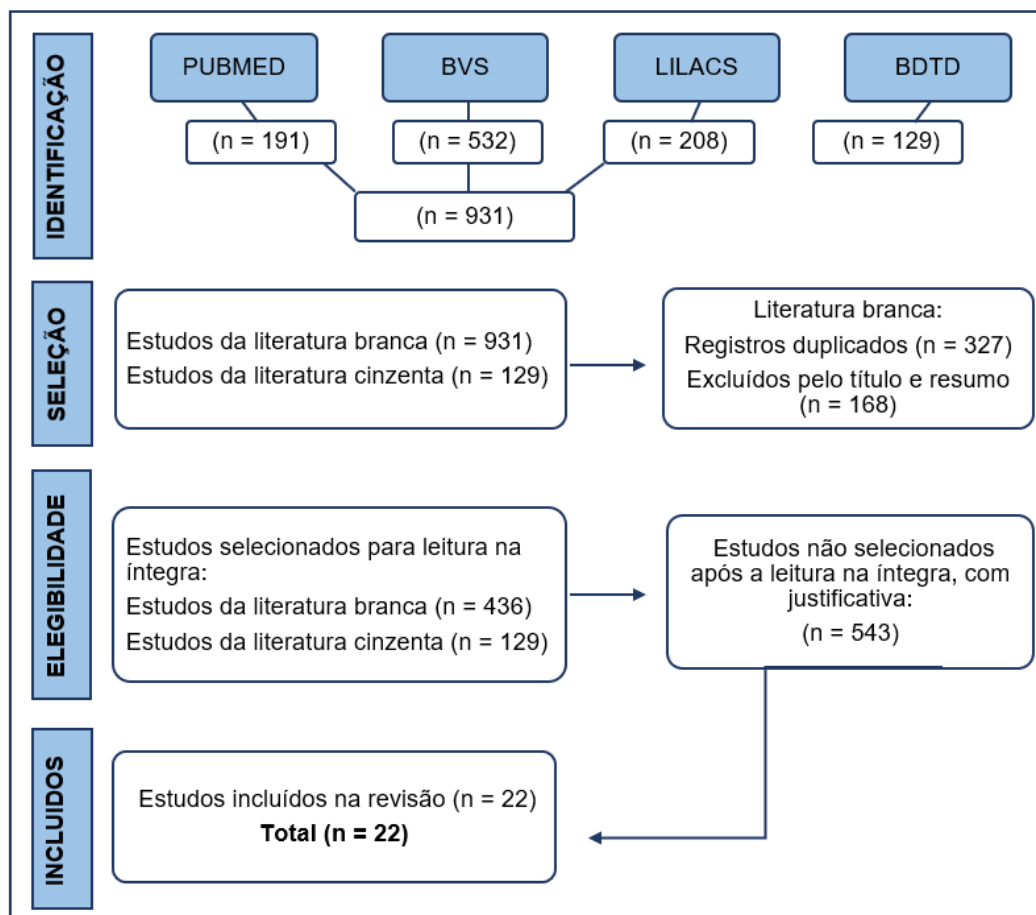 IDENTIFICAÇÃO
PUBMED
BVS
LILACS
BDTD
(n = 191)
(n = 532)
(n = 208)
(n = 129)
(n = 931)
SELEÇÃO
Estudos da literatura branca (n = 931)
Estudos da literatura cinzenta (n = 129)
Literatura branca:
Registros duplicados (n = 327)
Excluídos pelo título e resumo
(n = 168)
ELEGIBILIDADE
Estudos selecionados para leitura na
íntegra:
Estudos da literatura branca (n = 436)
Estudos da literatura cinzenta (n = 129)
Estudos não selecionados
após a leitura na íntegra, com
justificativa:
(n = 543)
INCLUIDOS
Estudos incluídos na revisão (n = 22)
Total (n = 22)